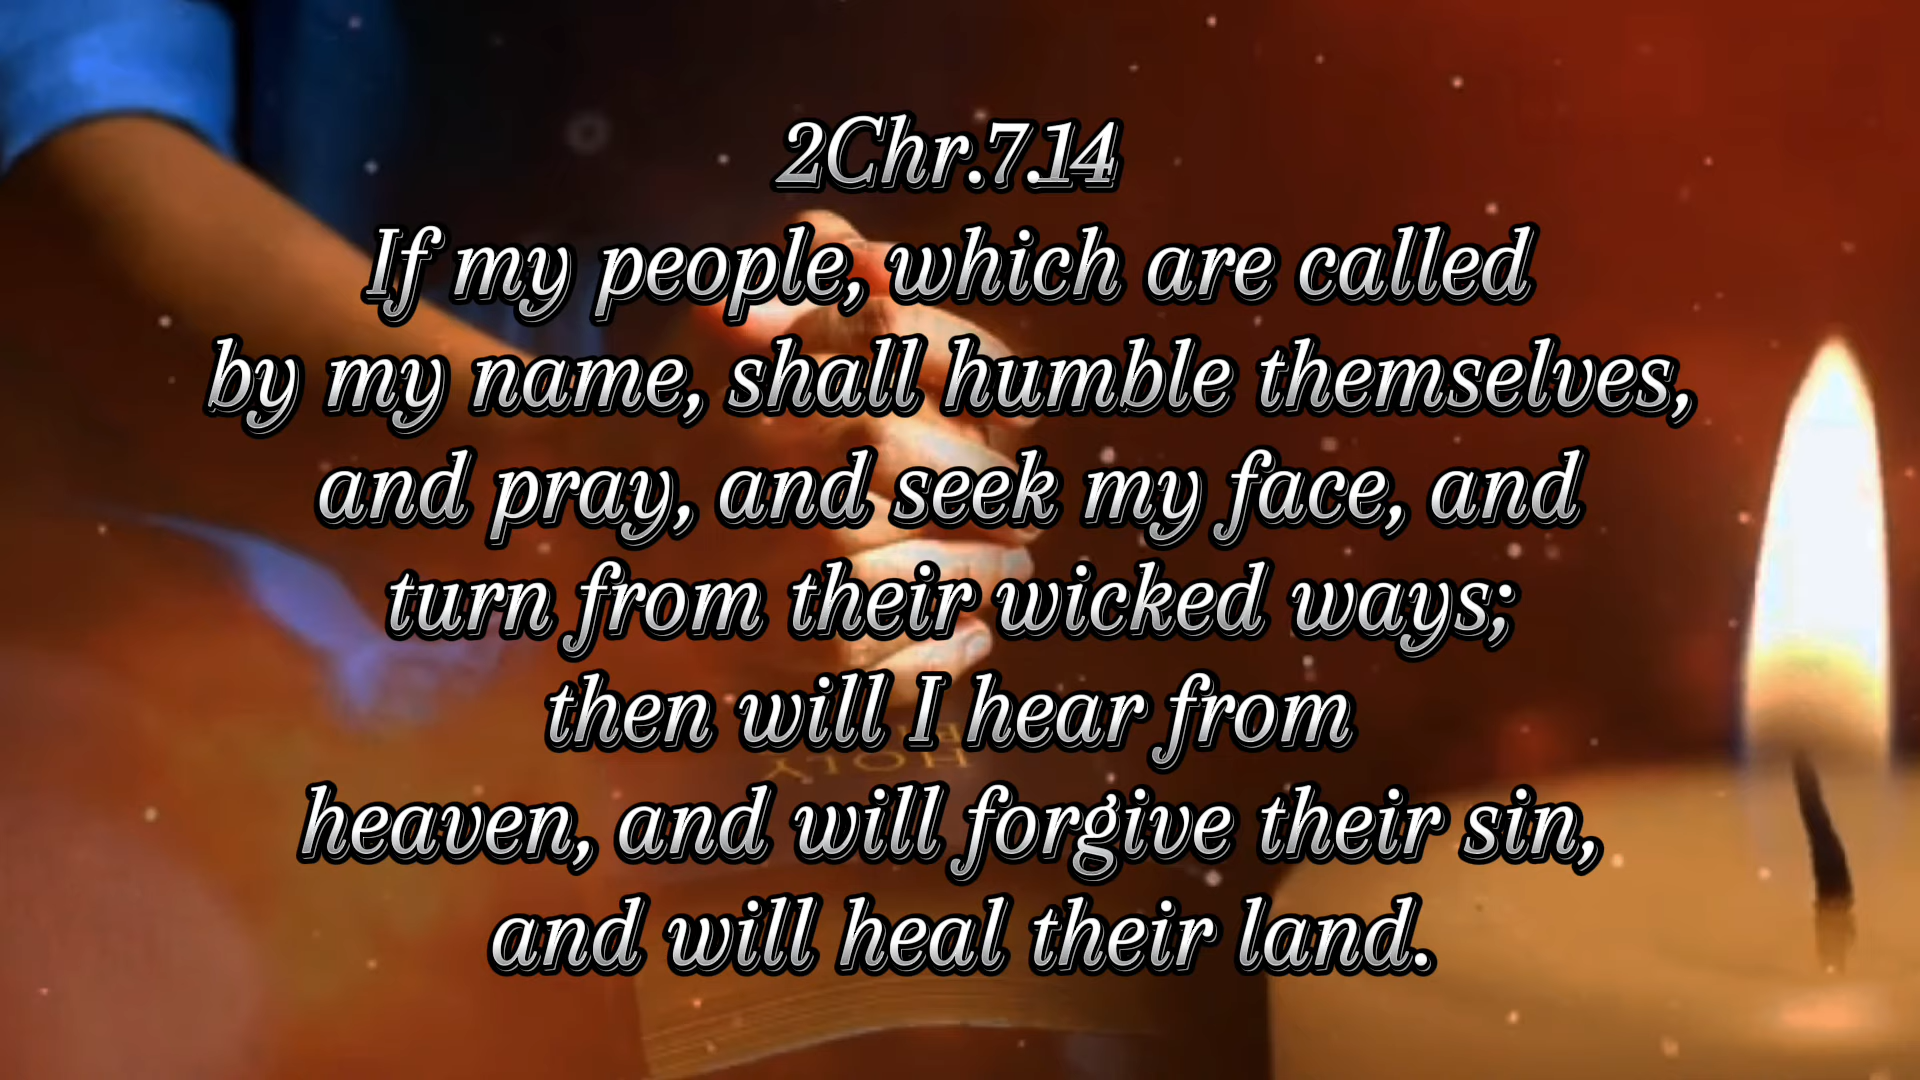 2Chr.7.14
If my people, which are called
by my name, shall humble themselves,
and pray, and seek my face, and
turn from their wicked ways;
then will I hear from
heaven, and will forgive their sin,
and will heal their land.
HOLY